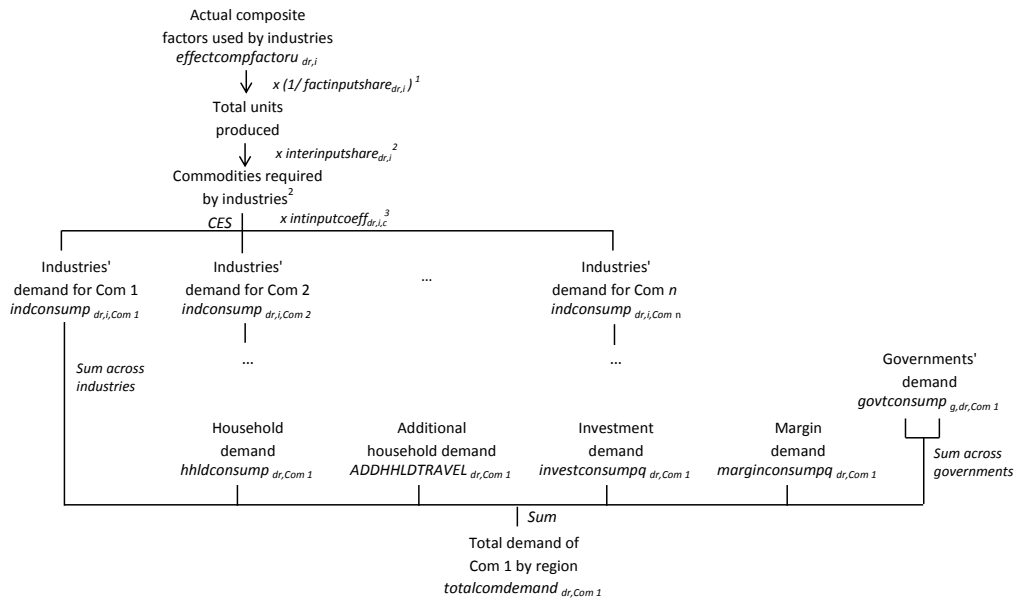 Actual composite
factors used by industries
effectcompfactoru dr,i
x (1/ factinputshare dr,i ) 1
Total units
produced
x interinputshare dr,i 2
Commodities required
by industries 2
CES
x intinputcoeff dr,i,c 3
Industries'
demand for Com 1
indconsump dr,i,Com 1
Industries'
demand for Com 2
indconsump dr,i,Com 2
...
Industries'
demand for Com n
indconsump dr,i,Com n
...
...
Sum across
industries
Governments'
demand
govtconsump g,dr,Com 1
Household
demand
hhldconsump dr,Com 1
Additional
household demand
ADDHHLDTRAVEL dr,Com 1
Investment
demand
investconsumpq dr,Com 1
Margin
demand
marginconsumpq dr,Com 1
Sum across
governments
Sum
Total demand of
Com 1 by region
totalcomdemand dr,Com 1